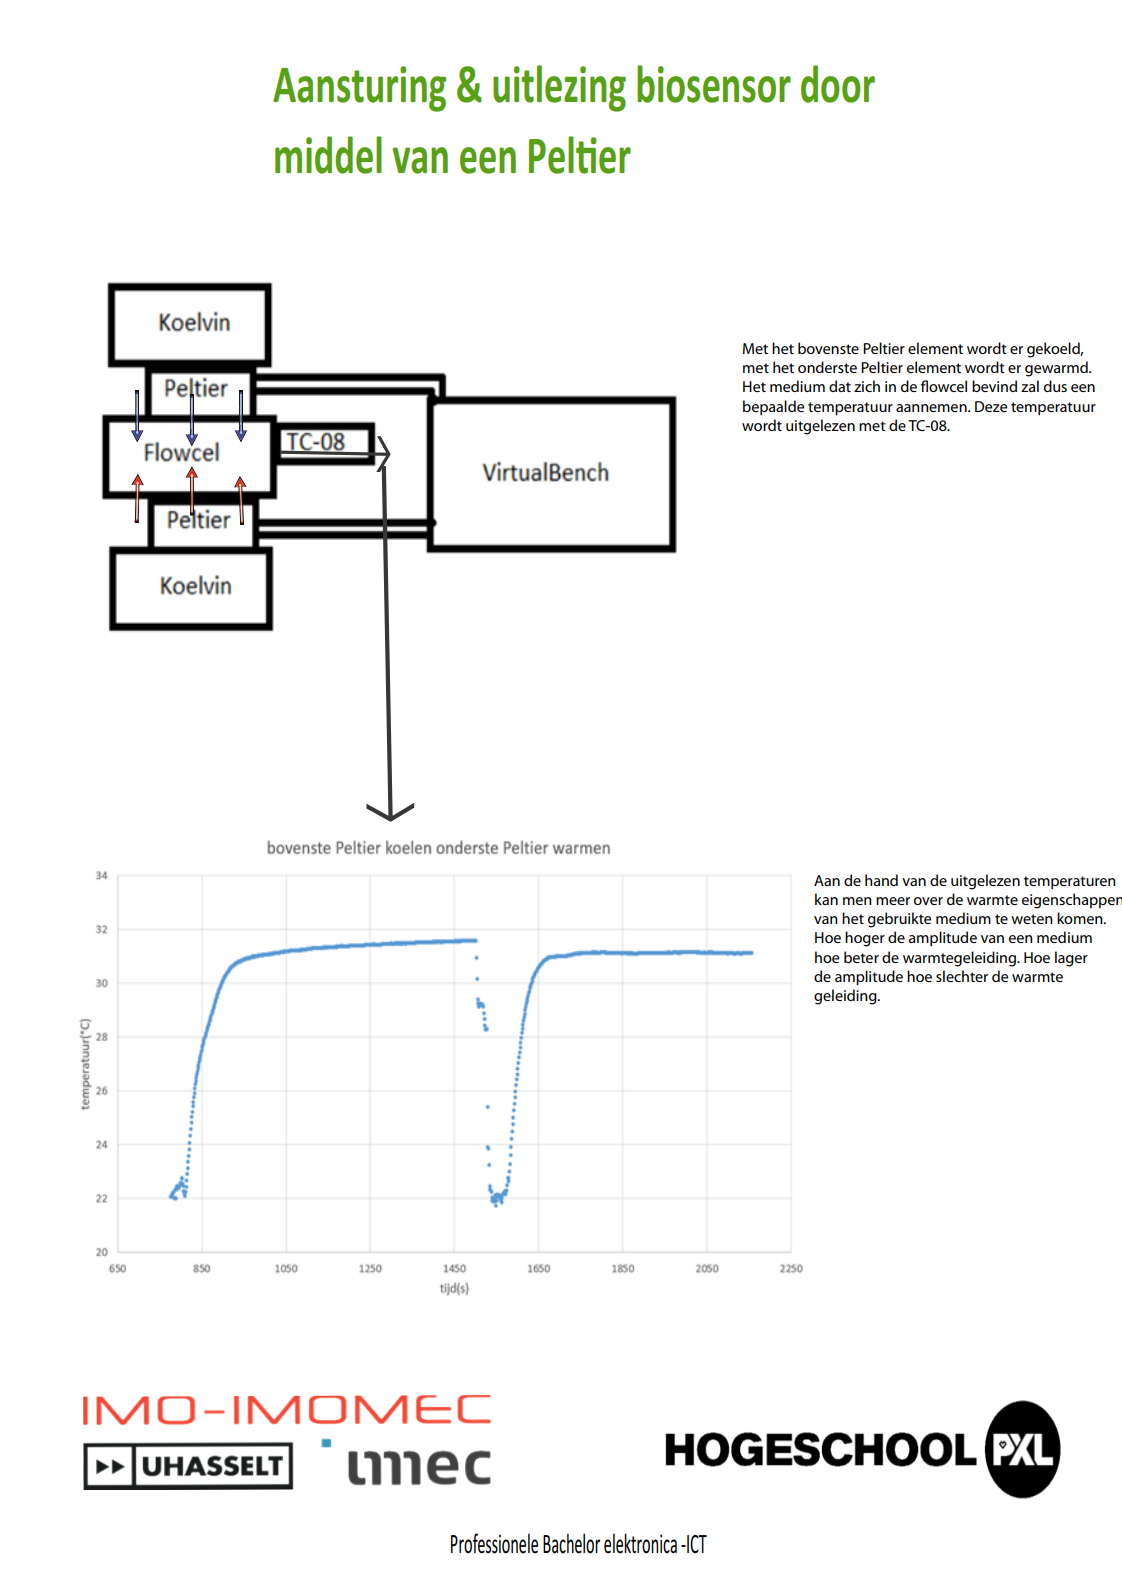 Aansturing & uitlezing biosensor door
middel van een Peltier
Koelvin
Peltier
Flowcel
TC-08
VirtualBench
Peltier
Koelvin
Met het bovenste Peltier element wordt er gekoeld,
met het onderste Peltier element wordt er gewarmd.
Het medium dat zich in de flowcel bevind zal dus een
bepaalde temperatuur aannemen. Deze temperatuur
wordt uitgelezen met de TC-08.
bovenste Peltier koelen onderste Peltier warmen
34
32
30
28
26
24
22
20
temperatuur(°C)
650 850 1050 1250 1450 1650 1850 2050 2250
tijd(s)
Aan de hand van de uitgelezen temperaturen
kan men meer over de warmte eigenschappen
van het gebruikte medium te weten komen.
Hoe hoger de amplitude van een medium
hoe beter de warmtegeleiding. Hoe lager
de amplitude hoe slechter de warmte
geleiding.
IMO-IMOMEC
UHASSELT
imec
HOGESCHOOL PXL
Professionele Bachelor elektronica -ICT